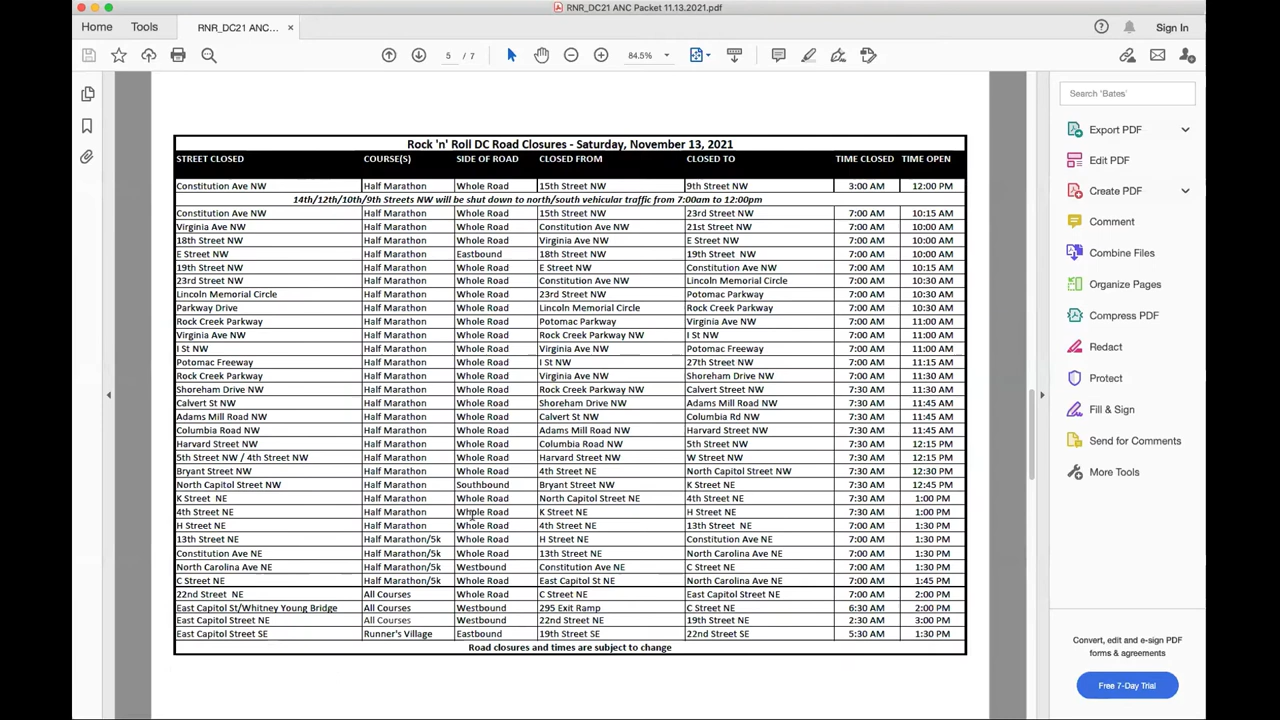 RNR_DC21 ANC Packet 11.13.2021.pdf
Home Tools RNR_DC21 ANC... × Sign In
5 / 7 84.5%
Search 'Bates'
Export PDF
Edit PDF
Create PDF
Comment
Combine Files
Organize Pages
Compress PDF
Redact
Protect
Fill & Sign
Send for Comments
More Tools
Convert, edit and e-sign PDF
forms & agreements
Free 7-Day Trial
Rock 'n' Roll DC Road Closures - Saturday, November 13, 2021
STREET CLOSED COURSE(S) SIDE OF ROAD CLOSED FROM CLOSED TO TIME CLOSED TIME OPEN
Constitution Ave NW Half Marathon Whole Road 15th Street NW 9th Street NW 3:00 AM 12:00 PM
14th/12th/10th/9th Streets NW will be shut down to north/south vehicular traffic from 7:00am to 12:00pm
Constitution Ave NW Half Marathon Whole Road 15th Street NW 23rd Street NW 7:00 AM 10:15 AM
Virginia Ave NW Half Marathon Whole Road Constitution Ave NW 21st Street NW 7:00 AM 10:00 AM
18th Street NW Half Marathon Whole Road Virginia Ave NW E Street NW 7:00 AM 10:00 AM
E Street NW Half Marathon Eastbound 18th Street NW 19th Street NW 7:00 AM 10:00 AM
19th Street NW Half Marathon Whole Road E Street NW Constitution Ave NW 7:00 AM 10:15 AM
23rd Street NW Half Marathon Whole Road Constitution Ave NW Lincoln Memorial Circle 7:00 AM 10:30 AM
Lincoln Memorial Circle Half Marathon Whole Road 23rd Street NW Potomac Parkway 7:00 AM 10:30 AM
Parkway Drive Half Marathon Whole Road Lincoln Memorial Circle Rock Creek Parkway 7:00 AM 10:30 AM
Rock Creek Parkway Half Marathon Whole Road Potomac Parkway Virginia Ave NW 7:00 AM 11:00 AM
Virginia Ave NW Half Marathon Whole Road Rock Creek Parkway NW I St NW 7:00 AM 11:00 AM
I St NW Half Marathon Whole Road Virginia Ave NW Potomac Freeway 7:00 AM 11:00 AM
Potomac Freeway Half Marathon Whole Road I St NW 27th Street NW 7:00 AM 11:15 AM
Rock Creek Parkway Half Marathon Whole Road Virginia Ave NW Shoreham Drive NW 7:00 AM 11:30 AM
Shoreham Drive NW Half Marathon Whole Road Rock Creek Parkway NW Calvert Street NW 7:30 AM 11:30 AM
Calvert St NW Half Marathon Whole Road Shoreham Drive NW Adams Mill Road NW 7:30 AM 11:45 AM
Adams Mill Road NW Half Marathon Whole Road Calvert St NW Columbia Rd NW 7:30 AM 11:45 AM
Columbia Road NW Half Marathon Whole Road Adams Mill Road NW Harvard Street NW 7:30 AM 11:45 AM
Harvard Street NW Half Marathon Whole Road Columbia Road NW 5th Street NW 7:30 AM 12:15 PM
5th Street NW / 4th Street NW Half Marathon Whole Road Harvard Street NW W Street NW 7:30 AM 12:15 PM
Bryant Street NW Half Marathon Whole Road 4th Street NE North Capitol Street NW 7:30 AM 12:30 PM
North Capitol Street NW Half Marathon Southbound Bryant Street NW K Street NE 7:30 AM 12:45 PM
K Street NE Half Marathon Whole Road North Capitol Street NE 4th Street NE 7:30 AM 1:00 PM
4th Street NE Half Marathon Whole Road K Street NE H Street NE 7:30 AM 1:00 PM
H Street NE Half Marathon Whole Road 4th Street NE 13th Street NE 7:00 AM 1:30 PM
13th Street NE Half Marathon/5k Whole Road H Street NE Constitution Ave NE 7:00 AM 1:30 PM
Constitution Ave NE Half Marathon/5k Whole Road 13th Street NE North Carolina Ave NE 7:00 AM 1:30 PM
North Carolina Ave NE Half Marathon/5k Westbound Constitution Ave NE C Street NE 7:00 AM 1:30 PM
C Street NE Half Marathon/5k Whole Road East Capitol St NE North Carolina Ave NE 7:00 AM 1:45 PM
22nd Street NE All Courses Whole Road C Street NE East Capitol Street NE 7:00 AM 2:00 PM
East Capitol St/Whitney Young Bridge All Courses Westbound 295 Exit Ramp C Street NE 6:30 AM 2:00 PM
East Capitol Street NE All Courses Westbound 22nd Street NE 19th Street NE 2:30 AM 3:00 PM
East Capitol Street SE Runner's Village Eastbound 19th Street SE 22nd Street SE 5:30 AM 1:30 PM
Road closures and times are subject to change